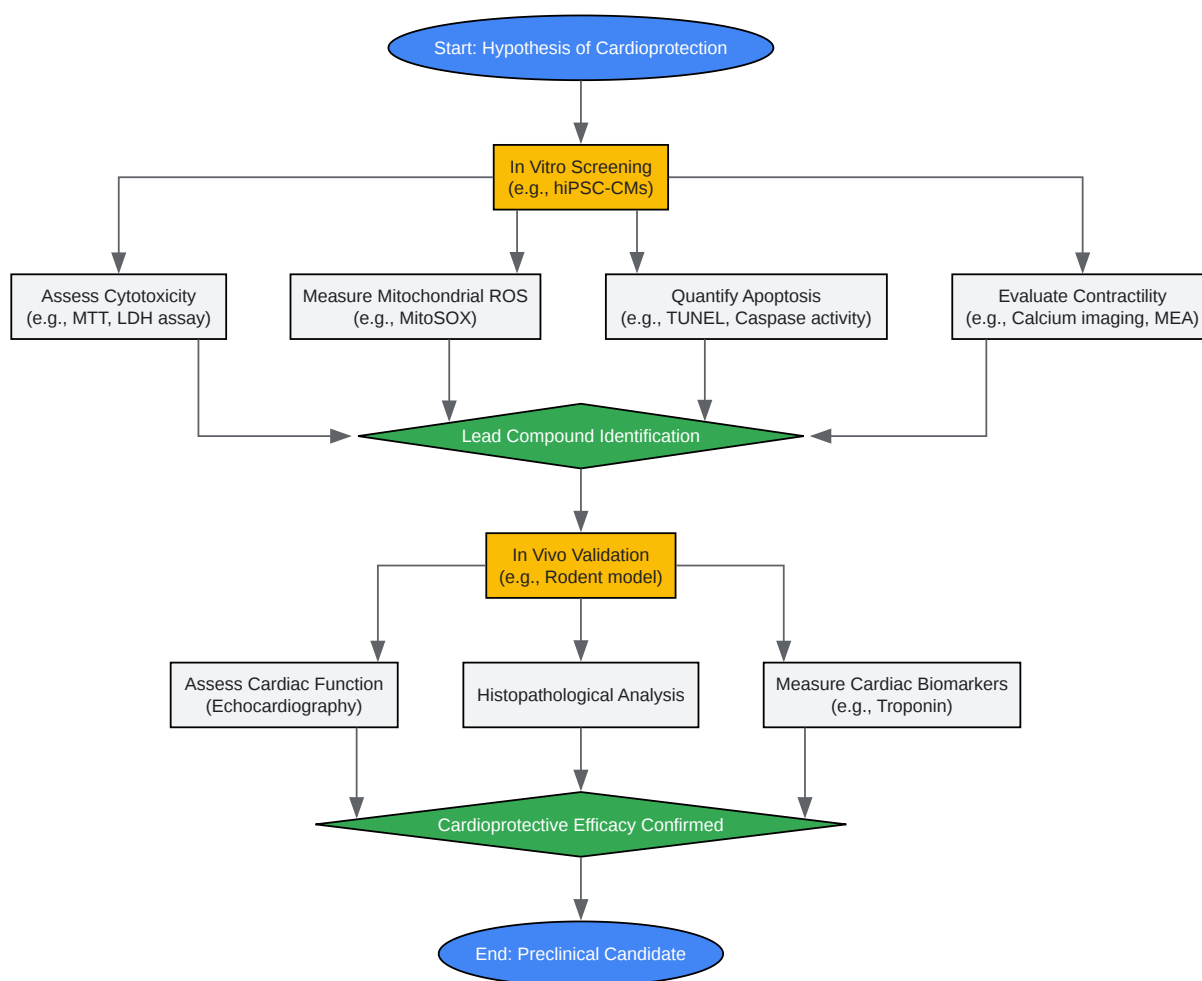 Start: Hypothesis of Cardioprotection
In Vitro Screening
(e.g., hiPSC-CMs)
Assess Cytotoxicity
(e.g., MTT, LDH assay)
Measure Mitochondrial ROS
(e.g., MitoSOX)
Quantify Apoptosis
(e.g., TUNEL, Caspase activity)
Evaluate Contractility
(e.g., Calcium imaging, MEA)
Lead Compound Identification
In Vivo Validation
(e.g., Rodent model)
Assess Cardiac Function
(Echocardiography)
Histopathological Analysis
Measure Cardiac Biomarkers
(e.g., Troponin)
Cardioprotective Efficacy Confirmed
End: Preclinical Candidate